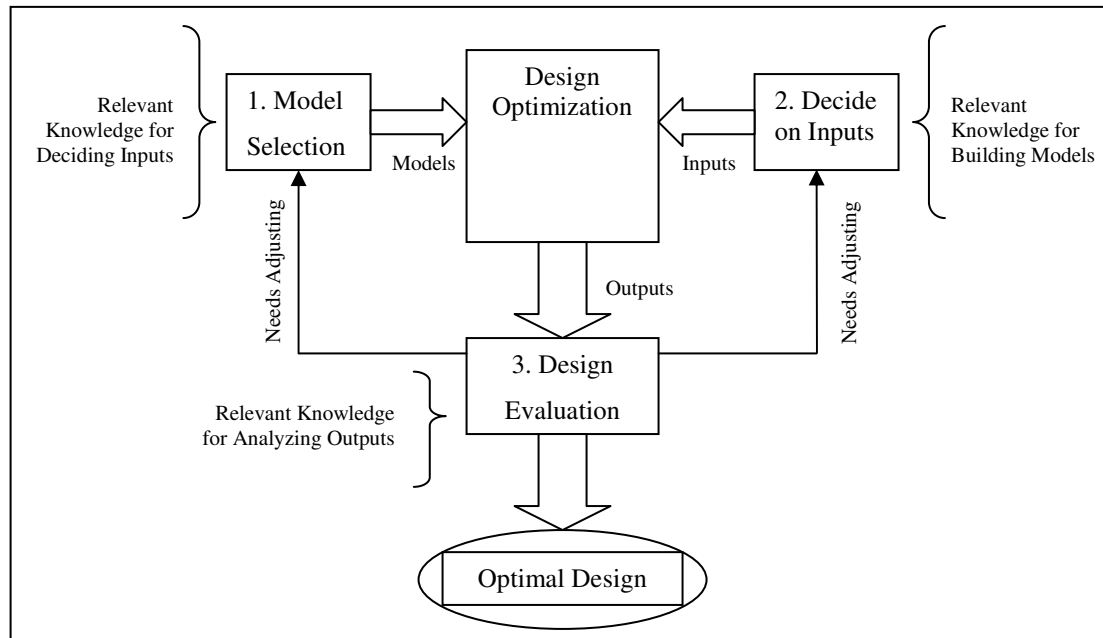 Relevant
Knowledge for
Deciding Inputs
1. Model
Selection
Models
Design
Optimization
Inputs
2. Decide
on Inputs
Relevant
Knowledge for
Building Models
Needs Adjusting
Outputs
Needs Adjusting
3. Design
Evaluation
Relevant Knowledge
for Analyzing Outputs
Optimal Design